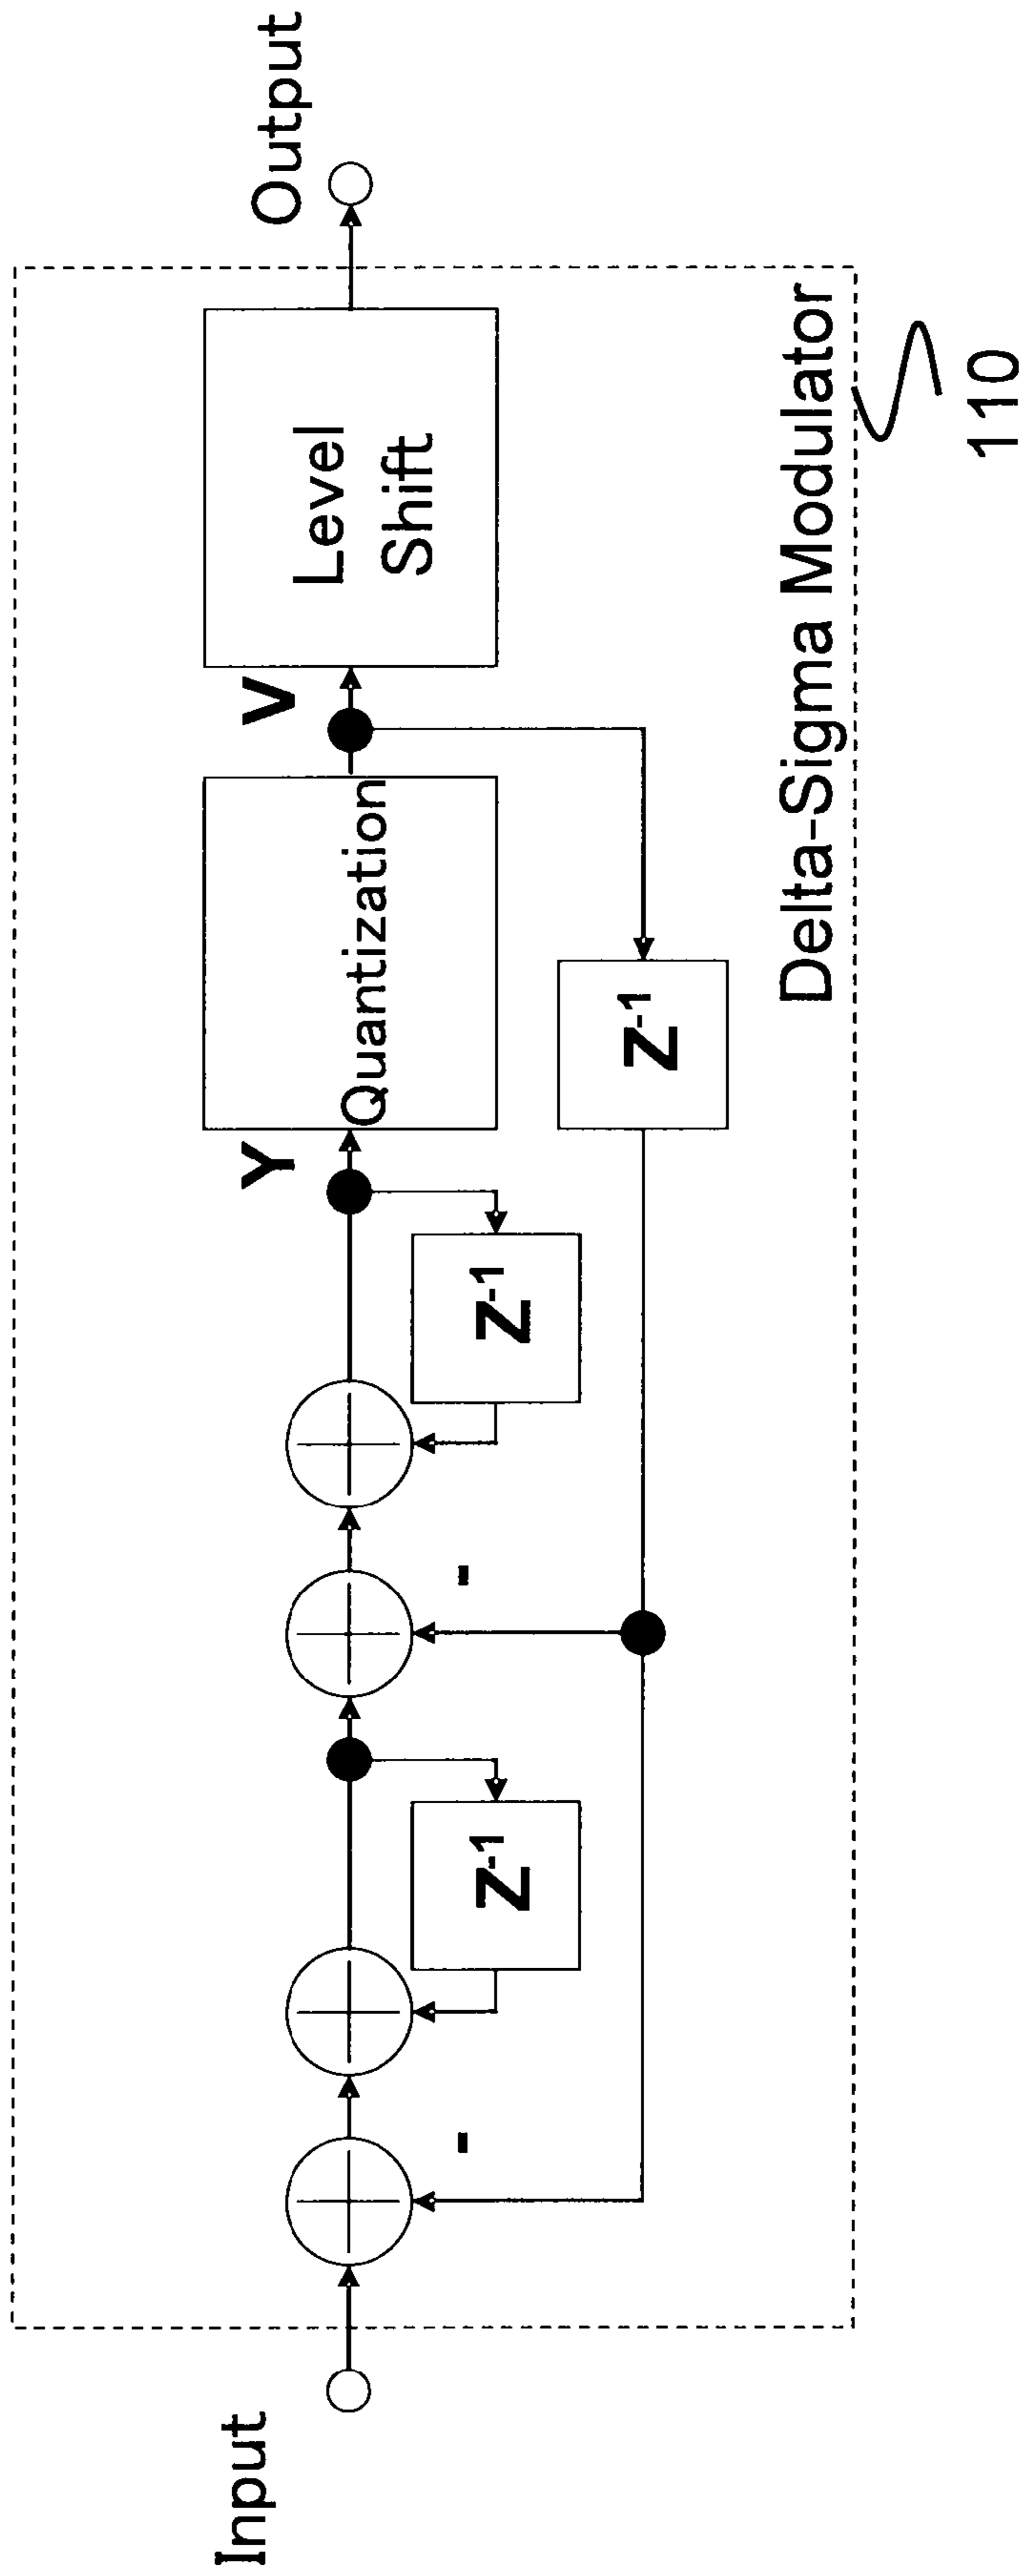 Input
Z-1
Z-1
Y
Quantization
Z-1
V
Level
Shift
Output
-
-
Delta-Sigma Modulator
110